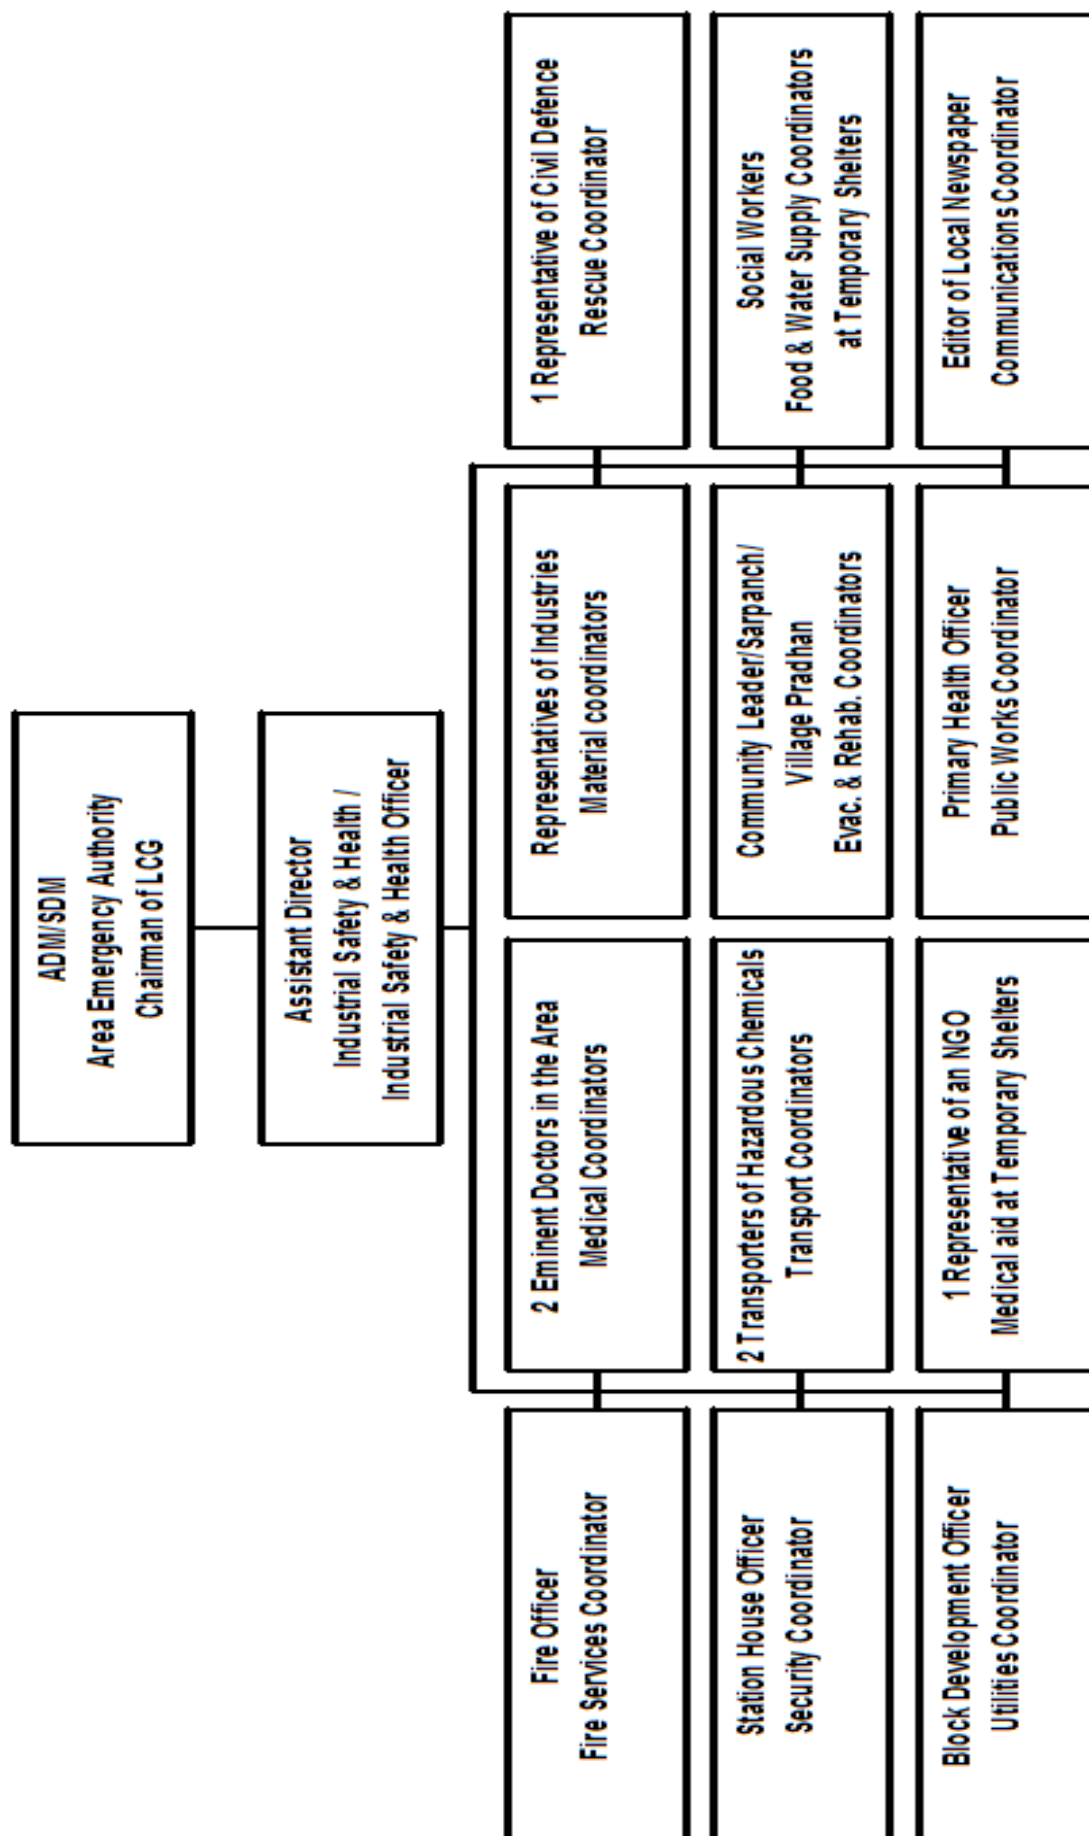 ADM/SDM
Area Emergency Authority
Chairman of LCG
Assistant Director
Industrial Safety & Health /
Industrial Safety & Health Officer
Fire Officer
Fire Services Coordinator
2 Eminent Doctors in the Area
Medical Coordinators
Representatives of Industries
Material coordinators
1 Representative of Civil Defence
Rescue Coordinator
Station House Officer
Security Coordinator
2 Transporters of Hazardous Chemicals
Transport Coordinators
Community Leader/Sarpanch/
Village Pradhan
Evac. & Rehab. Coordinators
Social Workers
Food & Water Supply Coordinators
at Temporary Shelters
Block Development Officer
Utilities Coordinator
1 Representative of an NGO
Medical aid at Temporary Shelters
Primary Health Officer
Public Works Coordinator
Editor of Local Newspaper
Communications Coordinator